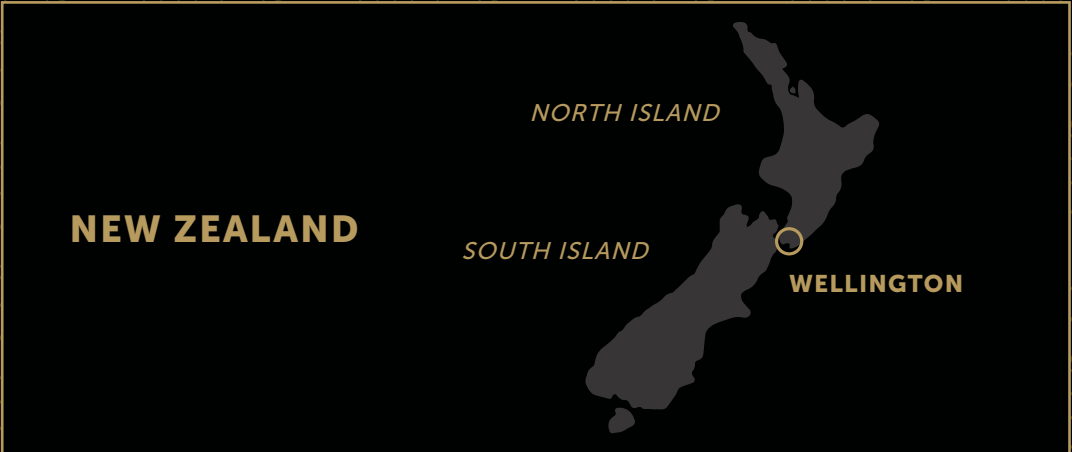 NORTH ISLAND
NEW ZEALAND
SOUTH ISLAND
WELLINGTON